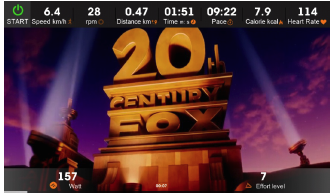 6.4 28 0.47 01:51 09:22 7.9 114
START Speed km/h rpm Distance km Time m:s Pace Calorie kcal Heart Rate
20th
CENTURY
FOX
157 7
Watt Effort level